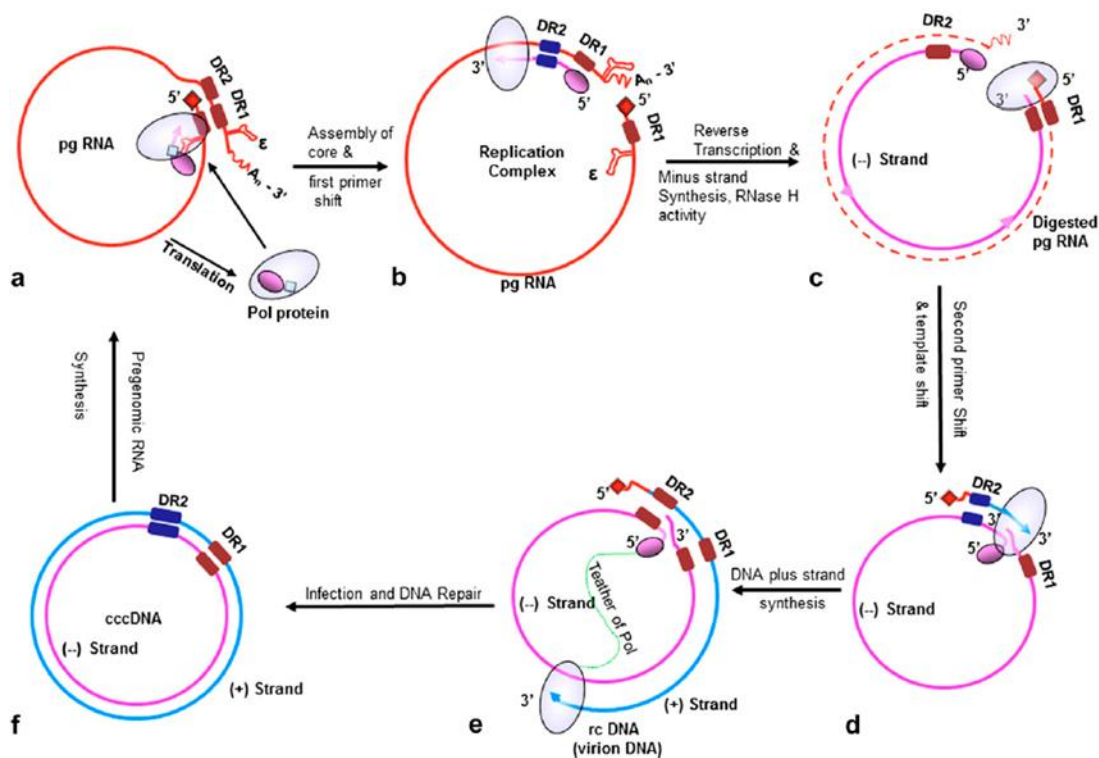 DR2
DR1
5'
pg RNA
ε
An - 3'
Translation
Pol protein
a
Assembly of
core &
first primer
shift
DR2
DR1
3'
An - 3'
5'
5'
DR1
Replication
Complex
ε
pg RNA
b
Reverse
Transcription &
Minus strand
Synthesis, RNase H
activity
DR2
3'
5'
5'
3'
DR1
(--) Strand
Digested
pg RNA
c
Second primer Shift
& template shift
5'
DR2
3'
3'
5'
DR1
(--) Strand
d
DNA plus strand
synthesis
5'
DR2
3'
5'
DR1
(--) Strand
Teather of Pol
3'
(+) Strand
rc DNA
(virion DNA)
e
Infection and DNA Repair
DR2
DR1
cccDNA
(--) Strand
(+) Strand
f
Pregenomic RNA
Synthesis